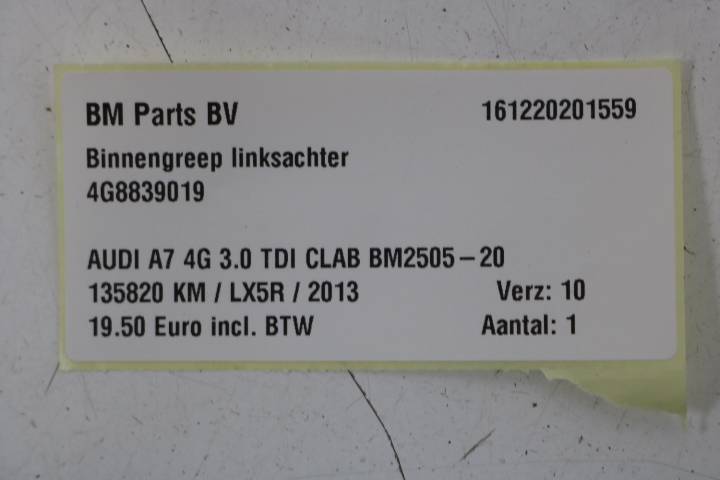 BM Parts BV 161220201559
Binnengreep linksachter
4G8839019
AUDI A7 4G 3.0 TDI CLAB BM2505-20
135820 KM / LX5R / 2013 Verz: 10
19.50 Euro incl. BTW Aantal: 1